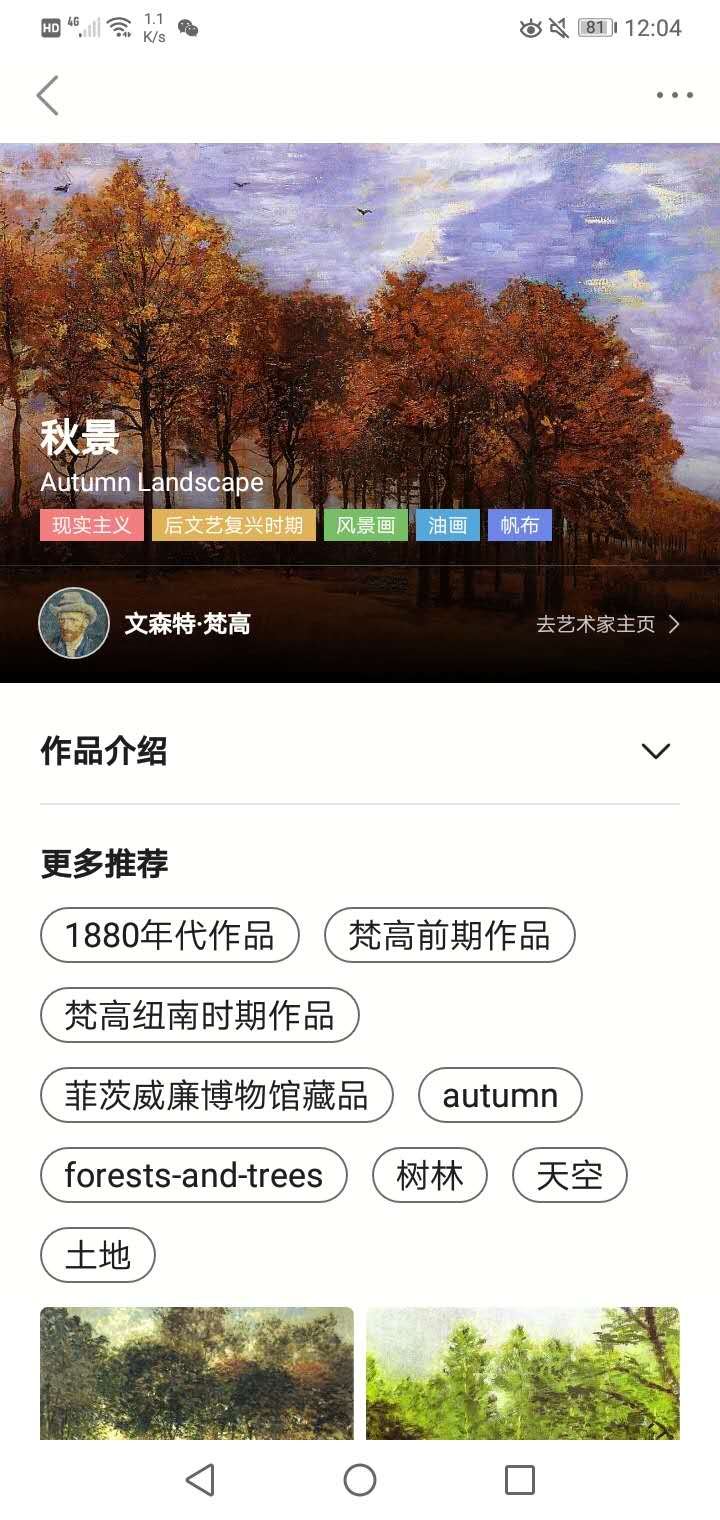 HD 4G 1.1 K/s 81 12:04
秋景
Autumn Landscape
现实主义 后文艺复兴时期 风景画 油画 帆布
文森特·梵高 去艺术家主页
作品介绍
更多推荐
1880年代作品 梵高前期作品
梵高纽南时期作品
菲茨威廉博物馆藏品 autumn
forests-and-trees 树林 天空
土地